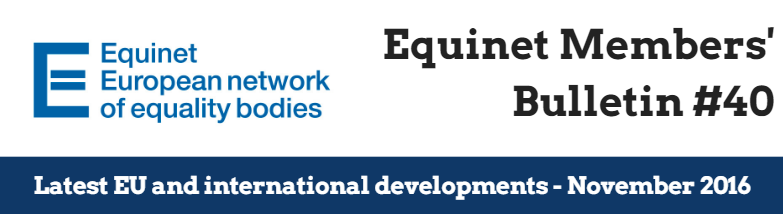 Equinet
European network
of equality bodies
Equinet Members'
Bulletin #40
Latest EU and international developments - November 2016